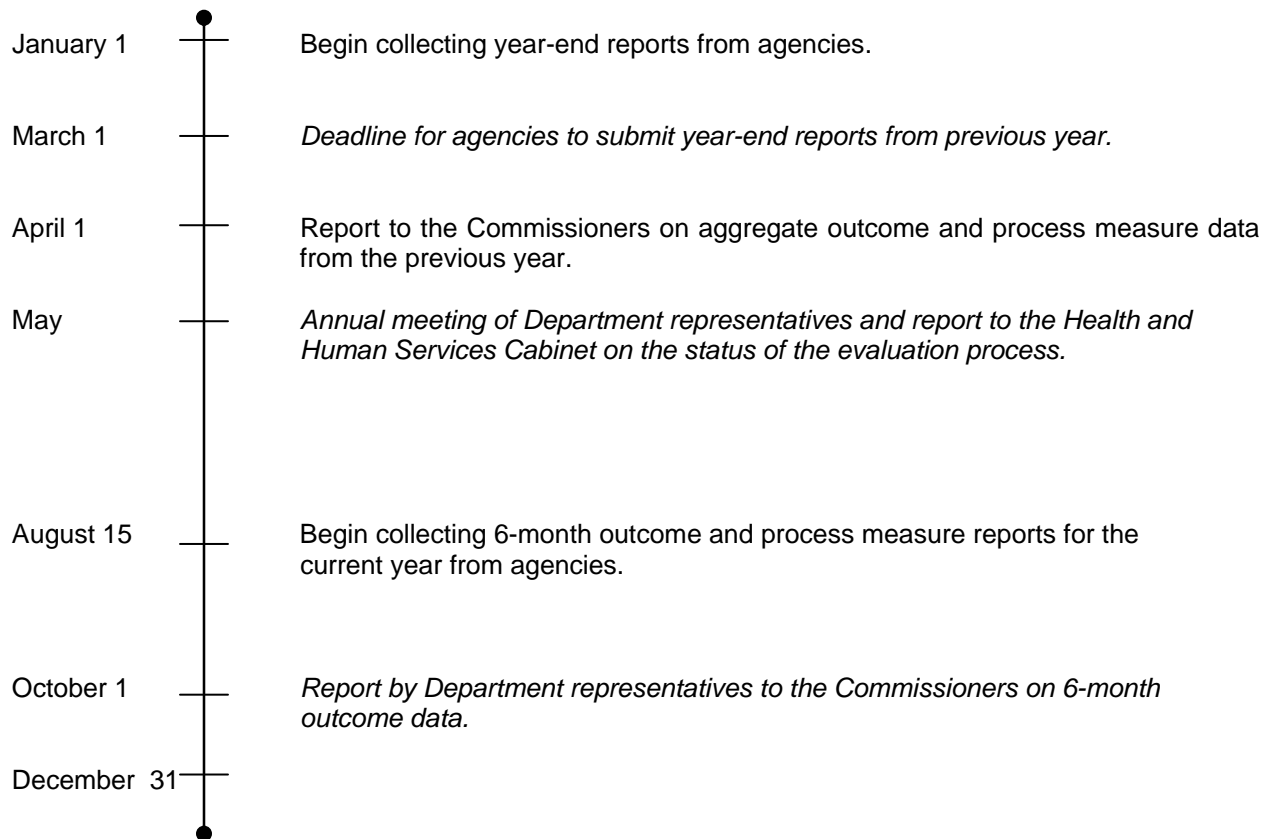 January 1 Begin collecting year-end reports from agencies.
March 1 Deadline for agencies to submit year-end reports from previous year.
April 1 Report to the Commissioners on aggregate outcome and process measure data
from the previous year.
May Annual meeting of Department representatives and report to the Health and
Human Services Cabinet on the status of the evaluation process.
August 15 Begin collecting 6-month outcome and process measure reports for the
current year from agencies.
October 1 Report by Department representatives to the Commissioners on 6-month
outcome data.
December 31